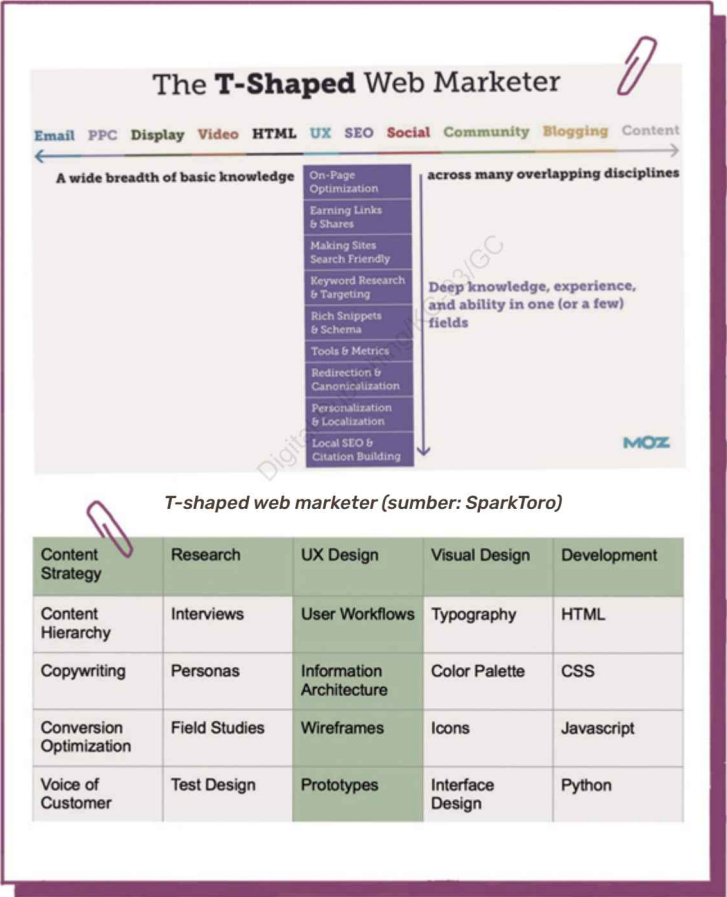 The T-Shaped Web Marketer
Email PPC Display Video HTML UX SEO Social Community Blogging Content
A wide breadth of basic knowledge
across many overlapping disciplines
On-Page
Optimization
Earning Links
& Shares
Making Sites
Search Friendly
Keyword Research
& Targeting
Rich Snippets
& Schema
Tools & Metrics
Redirection &
Canonicalization
Personalization
& Localization
Local SEO &
Citation Building
Deep knowledge, experience,
and ability in one (or a few)
fields
MOZ
T-shaped web marketer (sumber: SparkToro)
Content
Strategy
Research
UX Design
Visual Design
Development
Content
Hierarchy
Interviews
User Workflows
Typography
HTML
Copywriting
Personas
Information
Architecture
Color Palette
CSS
Conversion
Optimization
Field Studies
Wireframes
Icons
Javascript
Voice of
Customer
Test Design
Prototypes
Interface
Design
Python